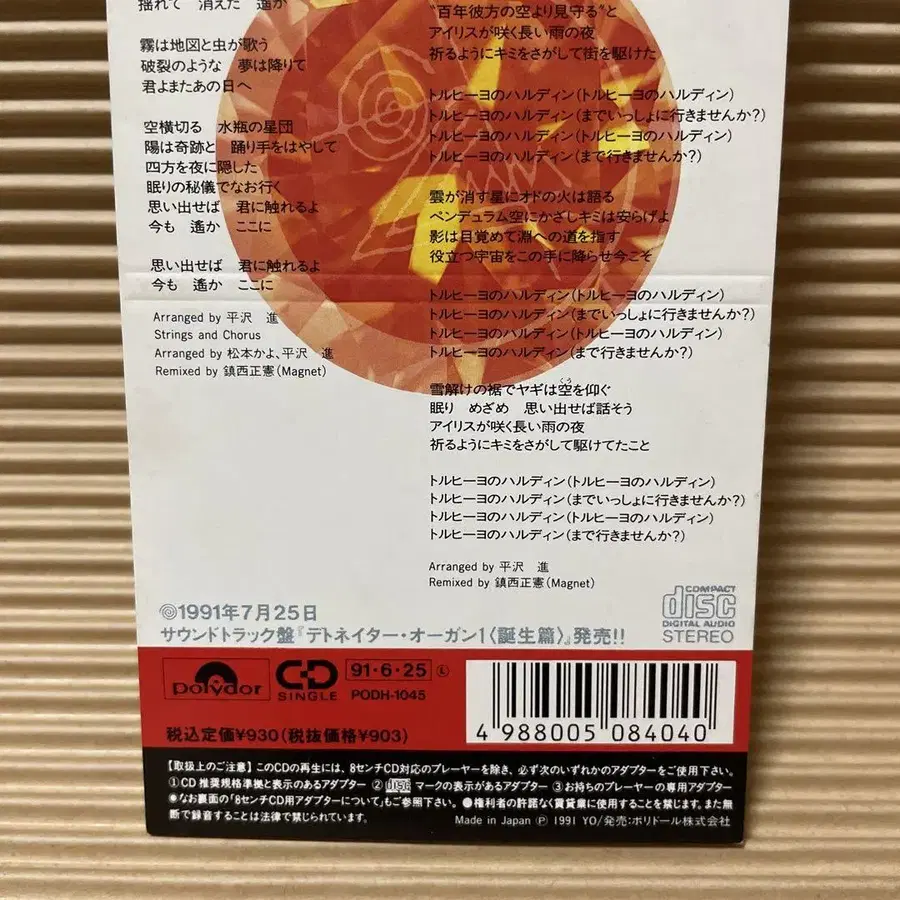 揺れて　消えた　遥か
霧は地図と虫が歌う
破裂のような　夢は降りて
君よまたあの日へ
空横切る　水瓶の星団
陽は奇跡と　踊り手をはやして
四方を夜に隠した
眠りの秘儀でなお行く
思い出せば　君に触れるよ
今も　遥か　ここに
思い出せば　君に触れるよ
今も　遥か　ここに
Arranged by 平沢　進
Strings and Chorus
Arranged by 松本かよ、平沢　進
Remixed by 鎮西正憲(Magnet)
"百年彼方の空より見守る"と
アイリスが咲く長い雨の夜
祈るようにキミをさがして街を駆けた
トルヒーヨのハルディン(トルヒーヨのハルディン)
トルヒーヨのハルディン(までいっしょに行きませんか?)
トルヒーヨのハルディン(トルヒーヨのハルディン)
トルヒーヨのハルディン(まで行きませんか?)
雲が消す星にオドの火は語る
ペンデュラム空にかざしキミは安らげよ
影は目覚めて淵への道を指す
役立つ宇宙をこの手に降らせ今こそ
トルヒーヨのハルディン(トルヒーヨのハルディン)
トルヒーヨのハルディン(までいっしょに行きませんか?)
トルヒーヨのハルディン(トルヒーヨのハルディン)
トルヒーヨのハルディン(まで行きませんか?)
雪解けの裾でヤギは空を仰ぐ
眠り　めざめ　思い出せば話そう
アイリスが咲く長い雨の夜
祈るようにキミをさがして駆けてたこと
トルヒーヨのハルディン(トルヒーヨのハルディン)
トルヒーヨのハルディン(までいっしょに行きませんか?)
トルヒーヨのハルディン(トルヒーヨのハルディン)
トルヒーヨのハルディン(まで行きませんか?)
Arranged by 平沢　進
Remixed by 鎮西正憲(Magnet)
◎1991年7月25日
サウンドトラック盤『デトネイター・オーガン1〈誕生篇〉』発売!!
COMPACT
disc
DIGITAL AUDIO
STEREO
polydor
CD
SINGLE
91・6・25 Ⓛ
PODH-1045
税込定価¥930(税抜価格¥903)
4 988005 084040
【取扱上のご注意】このCDの再生には、8センチCD対応のプレーヤーを除き、必ず次のいずれかのアダプターをご使用下さい。
①CD推奨規格準拠と表示のあるアダプター ②disc マークの表示があるアダプター ③お持ちのプレーヤーの専用アダプター
●なお裏面の「8センチCD用アダプターについて」もご参照下さい。●権利者の許諾なく賃貸業に使用することを禁じます。また無
断で録音することは法律で禁じられています。
Made in Japan Ⓟ 1991 YO/発売:ポリドール株式会社